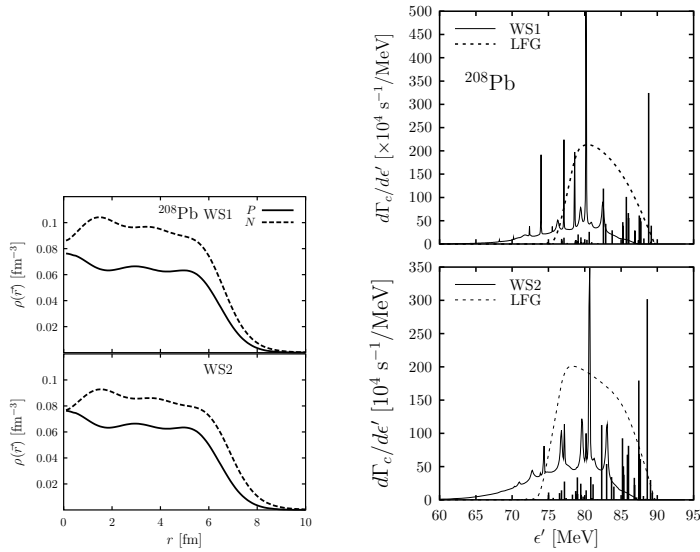 ²⁰⁸Pb WS1
P
N
0.1
0.08
0.06
0.04
0.02
ρ(r⃗) [fm⁻³]
WS2
0.1
0.08
0.06
0.04
0.02
ρ(r⃗) [fm⁻³]
0 2 4 6 8 10
r [fm]
WS1
LFG
²⁰⁸Pb
500
450
400
350
300
250
200
150
100
50
0
dΓc/dϵ′ [×10⁴ s⁻¹/MeV]
WS2
LFG
350
300
250
200
150
100
50
0
dΓc/dϵ′ [10⁴ s⁻¹/MeV]
60 65 70 75 80 85 90 95
ϵ′ [MeV]